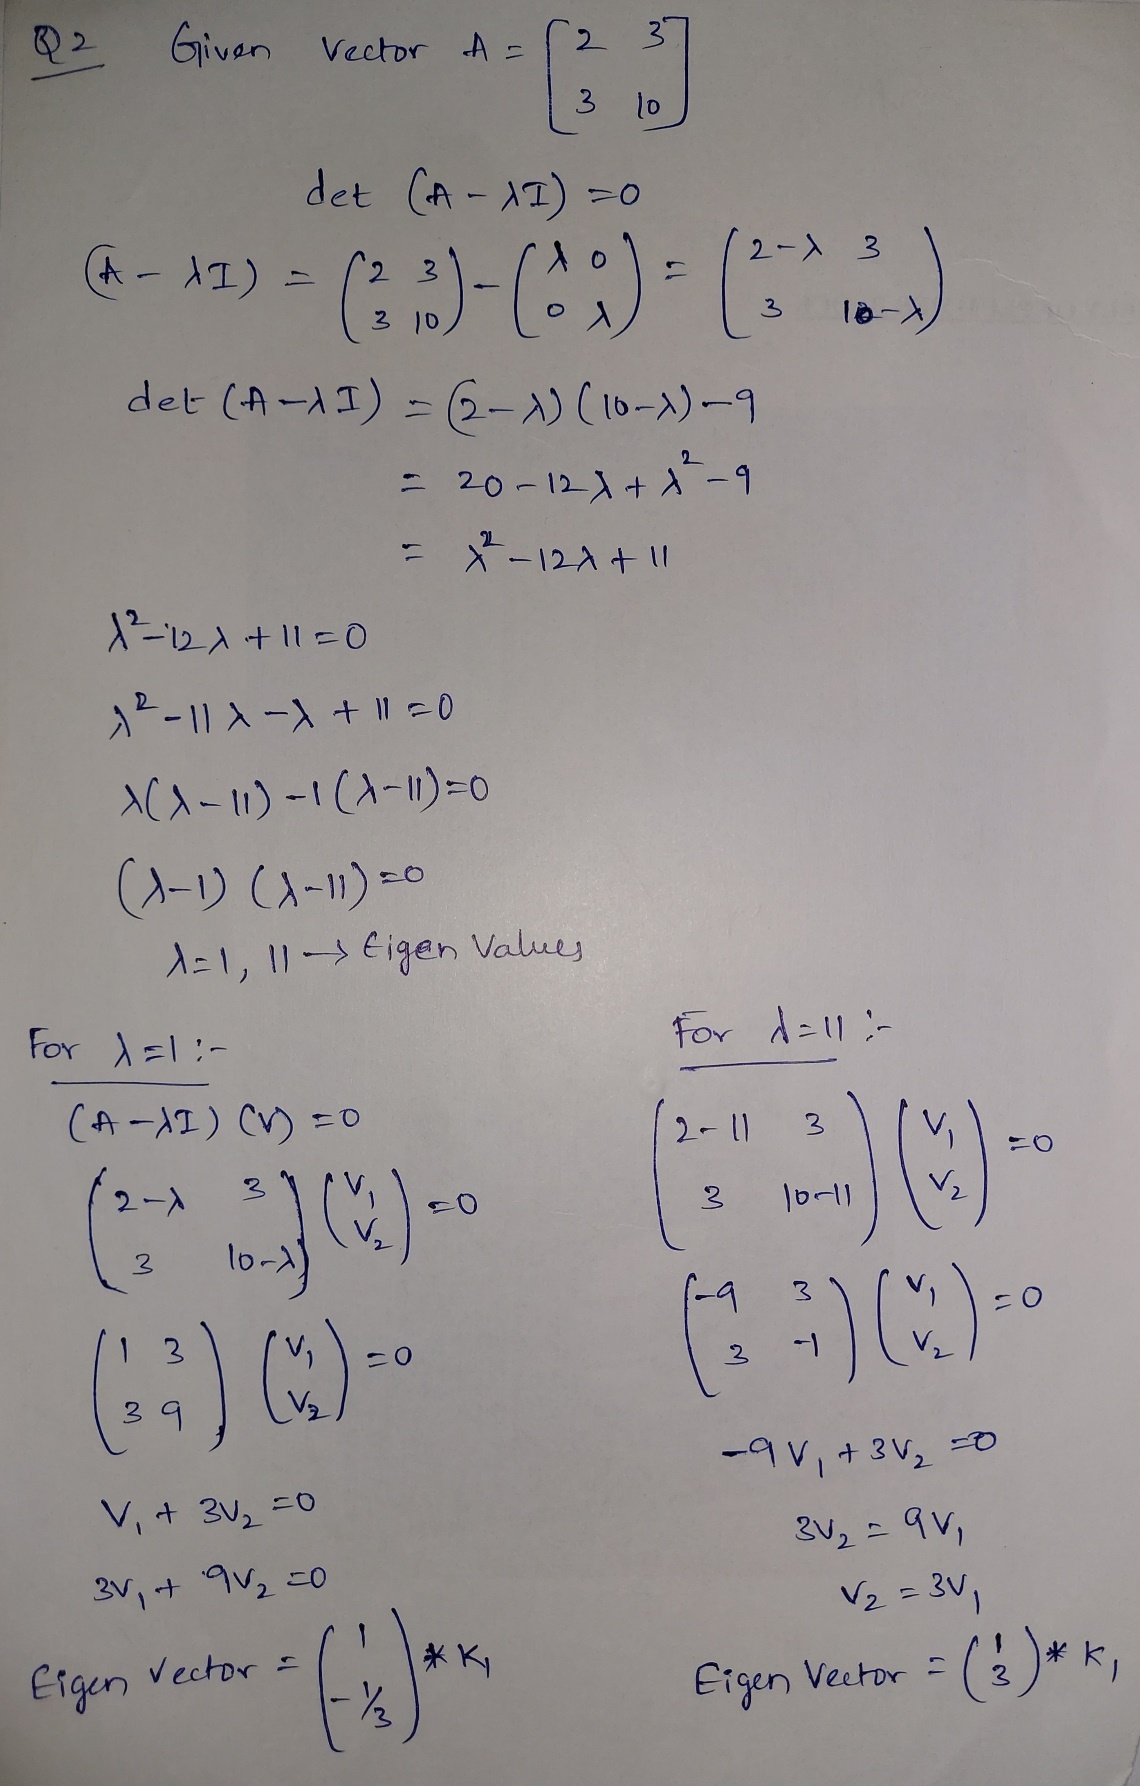 Q2 Given Vector A = [2 3
3 10]
det (A - λI) = 0
(A - λI) = (2 3 3 10) - (λ 0 0 λ) = (2-λ 3 3 10-λ)
det (A - λI) = (2-λ)(10-λ) - 9
= 20 - 12λ + λ² - 9
= λ² - 12λ + 11
λ² - 12λ + 11 = 0
λ² - 11λ - λ + 11 = 0
λ(λ - 11) - 1(λ - 11) = 0
(λ-1) (λ-11) = 0
λ = 1, 11 → Eigen Values
For λ = 1 :-
(A - λI) (V) = 0
(2-λ 3 3 10-λ) (V₁ V₂) = 0
(1 3 3 9) (V₁ V₂) = 0
V₁ + 3V₂ = 0
3V₁ + 9V₂ = 0
Eigen Vector = (1 -1/3) * K₁
For λ = 11 :-
(2-11 3 3 10-11) (V₁ V₂) = 0
(-9 3 3 -1) (V₁ V₂) = 0
-9V₁ + 3V₂ = 0
3V₂ = 9V₁
V₂ = 3V₁
Eigen Vector = (1 3) * K₁